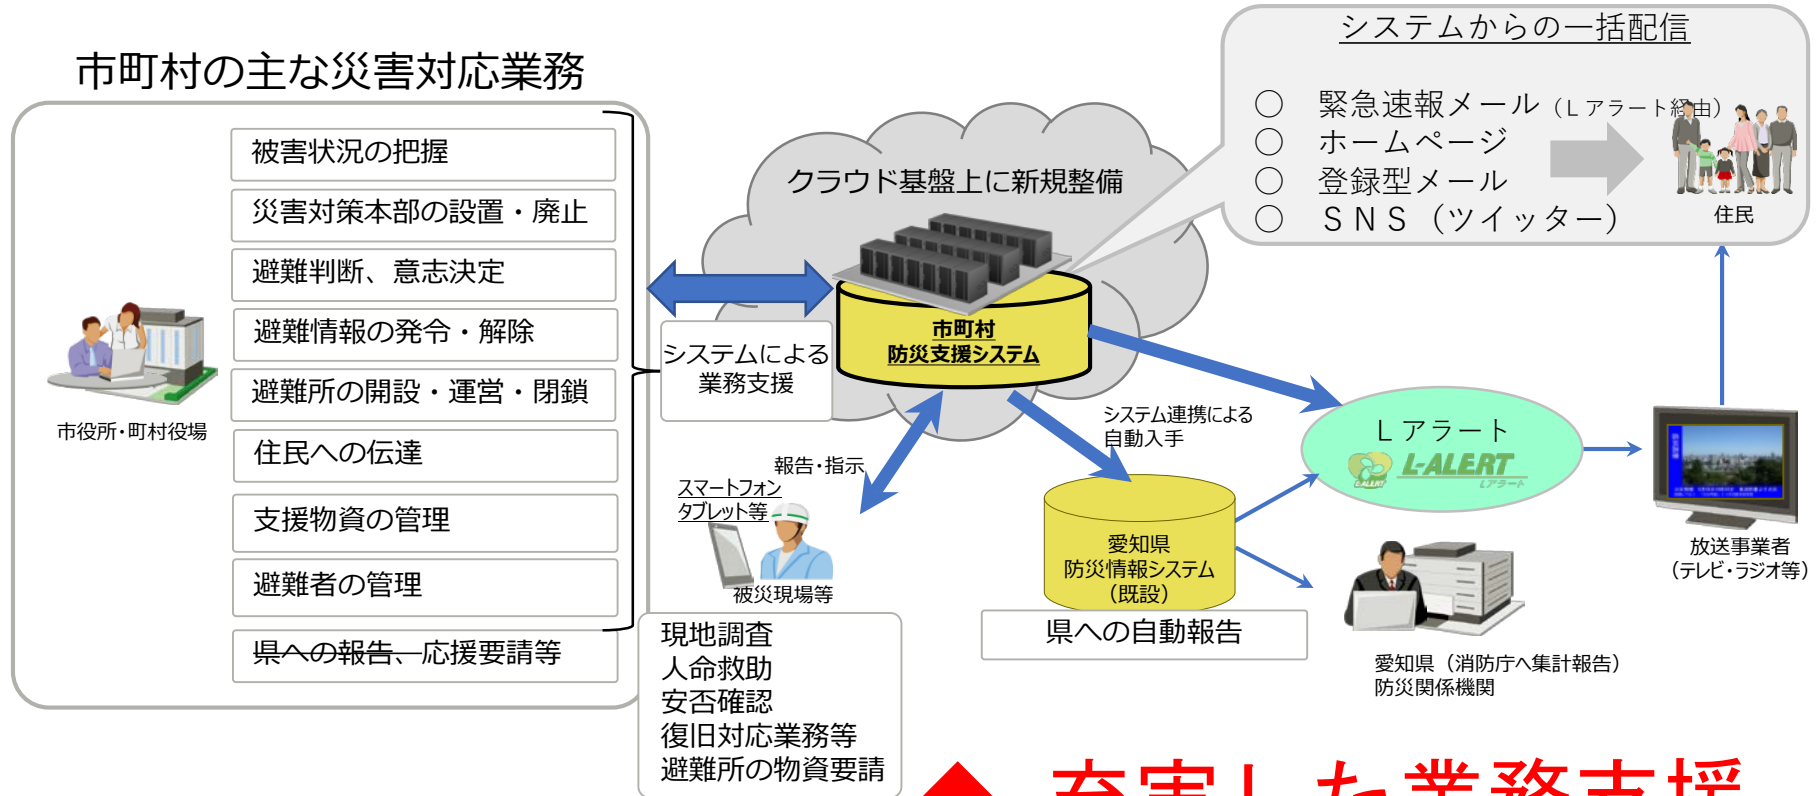 市町村の主な災害対応業務
被害状況の把握
災害対策本部の設置・廃止
避難判断、意志決定
避難情報の発令・解除
避難所の開設・運営・閉鎖
住民への伝達
支援物資の管理
避難者の管理
県への報告、応援要請等
市役所・町村役場
システムによる
業務支援
クラウド基盤上に新規整備
市町村
防災支援システム
システムからの一括配信
○　緊急速報メール（Ｌアラート経由）
○　ホームページ
○　登録型メール
○　ＳＮＳ（ツイッター）
住民
報告・指示
スマートフォン
タブレット等
被災現場等
現地調査
人命救助
安否確認
復旧対応業務等
避難所の物資要請
システム連携による
自動入手
愛知県
防災情報システム
（既設）
県への自動報告
Ｌアラート
L-ALERT
Lアラート
L-ALERT
愛知県（消防庁へ集計報告）
防災関係機関
放送事業者
（テレビ・ラジオ等）
◆ 充実した業務支援